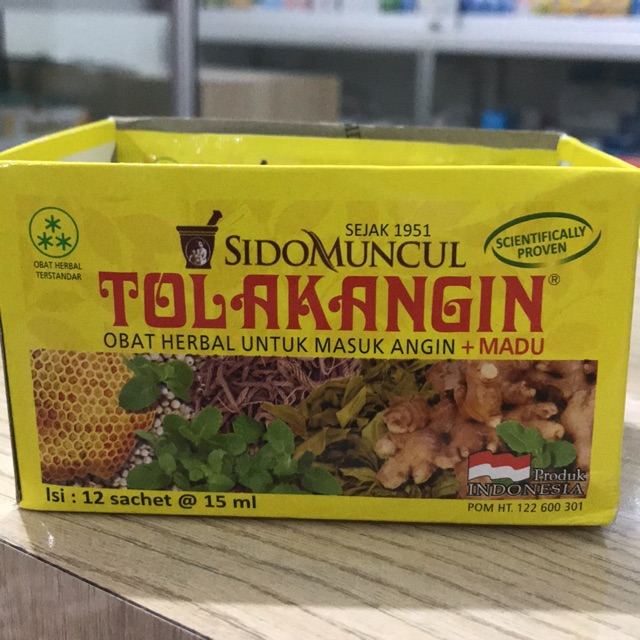 SEJAK 1951
SIDOMUNCUL
SCIENTIFICALLY
PROVEN
OBAT HERBAL
TERSTANDAR
TOLAKANGIN®
OBAT HERBAL UNTUK MASUK ANGIN + MADU
Produk
INDONESIA
Isi : 12 sachet @ 15 ml
POM HT. 122 600 301